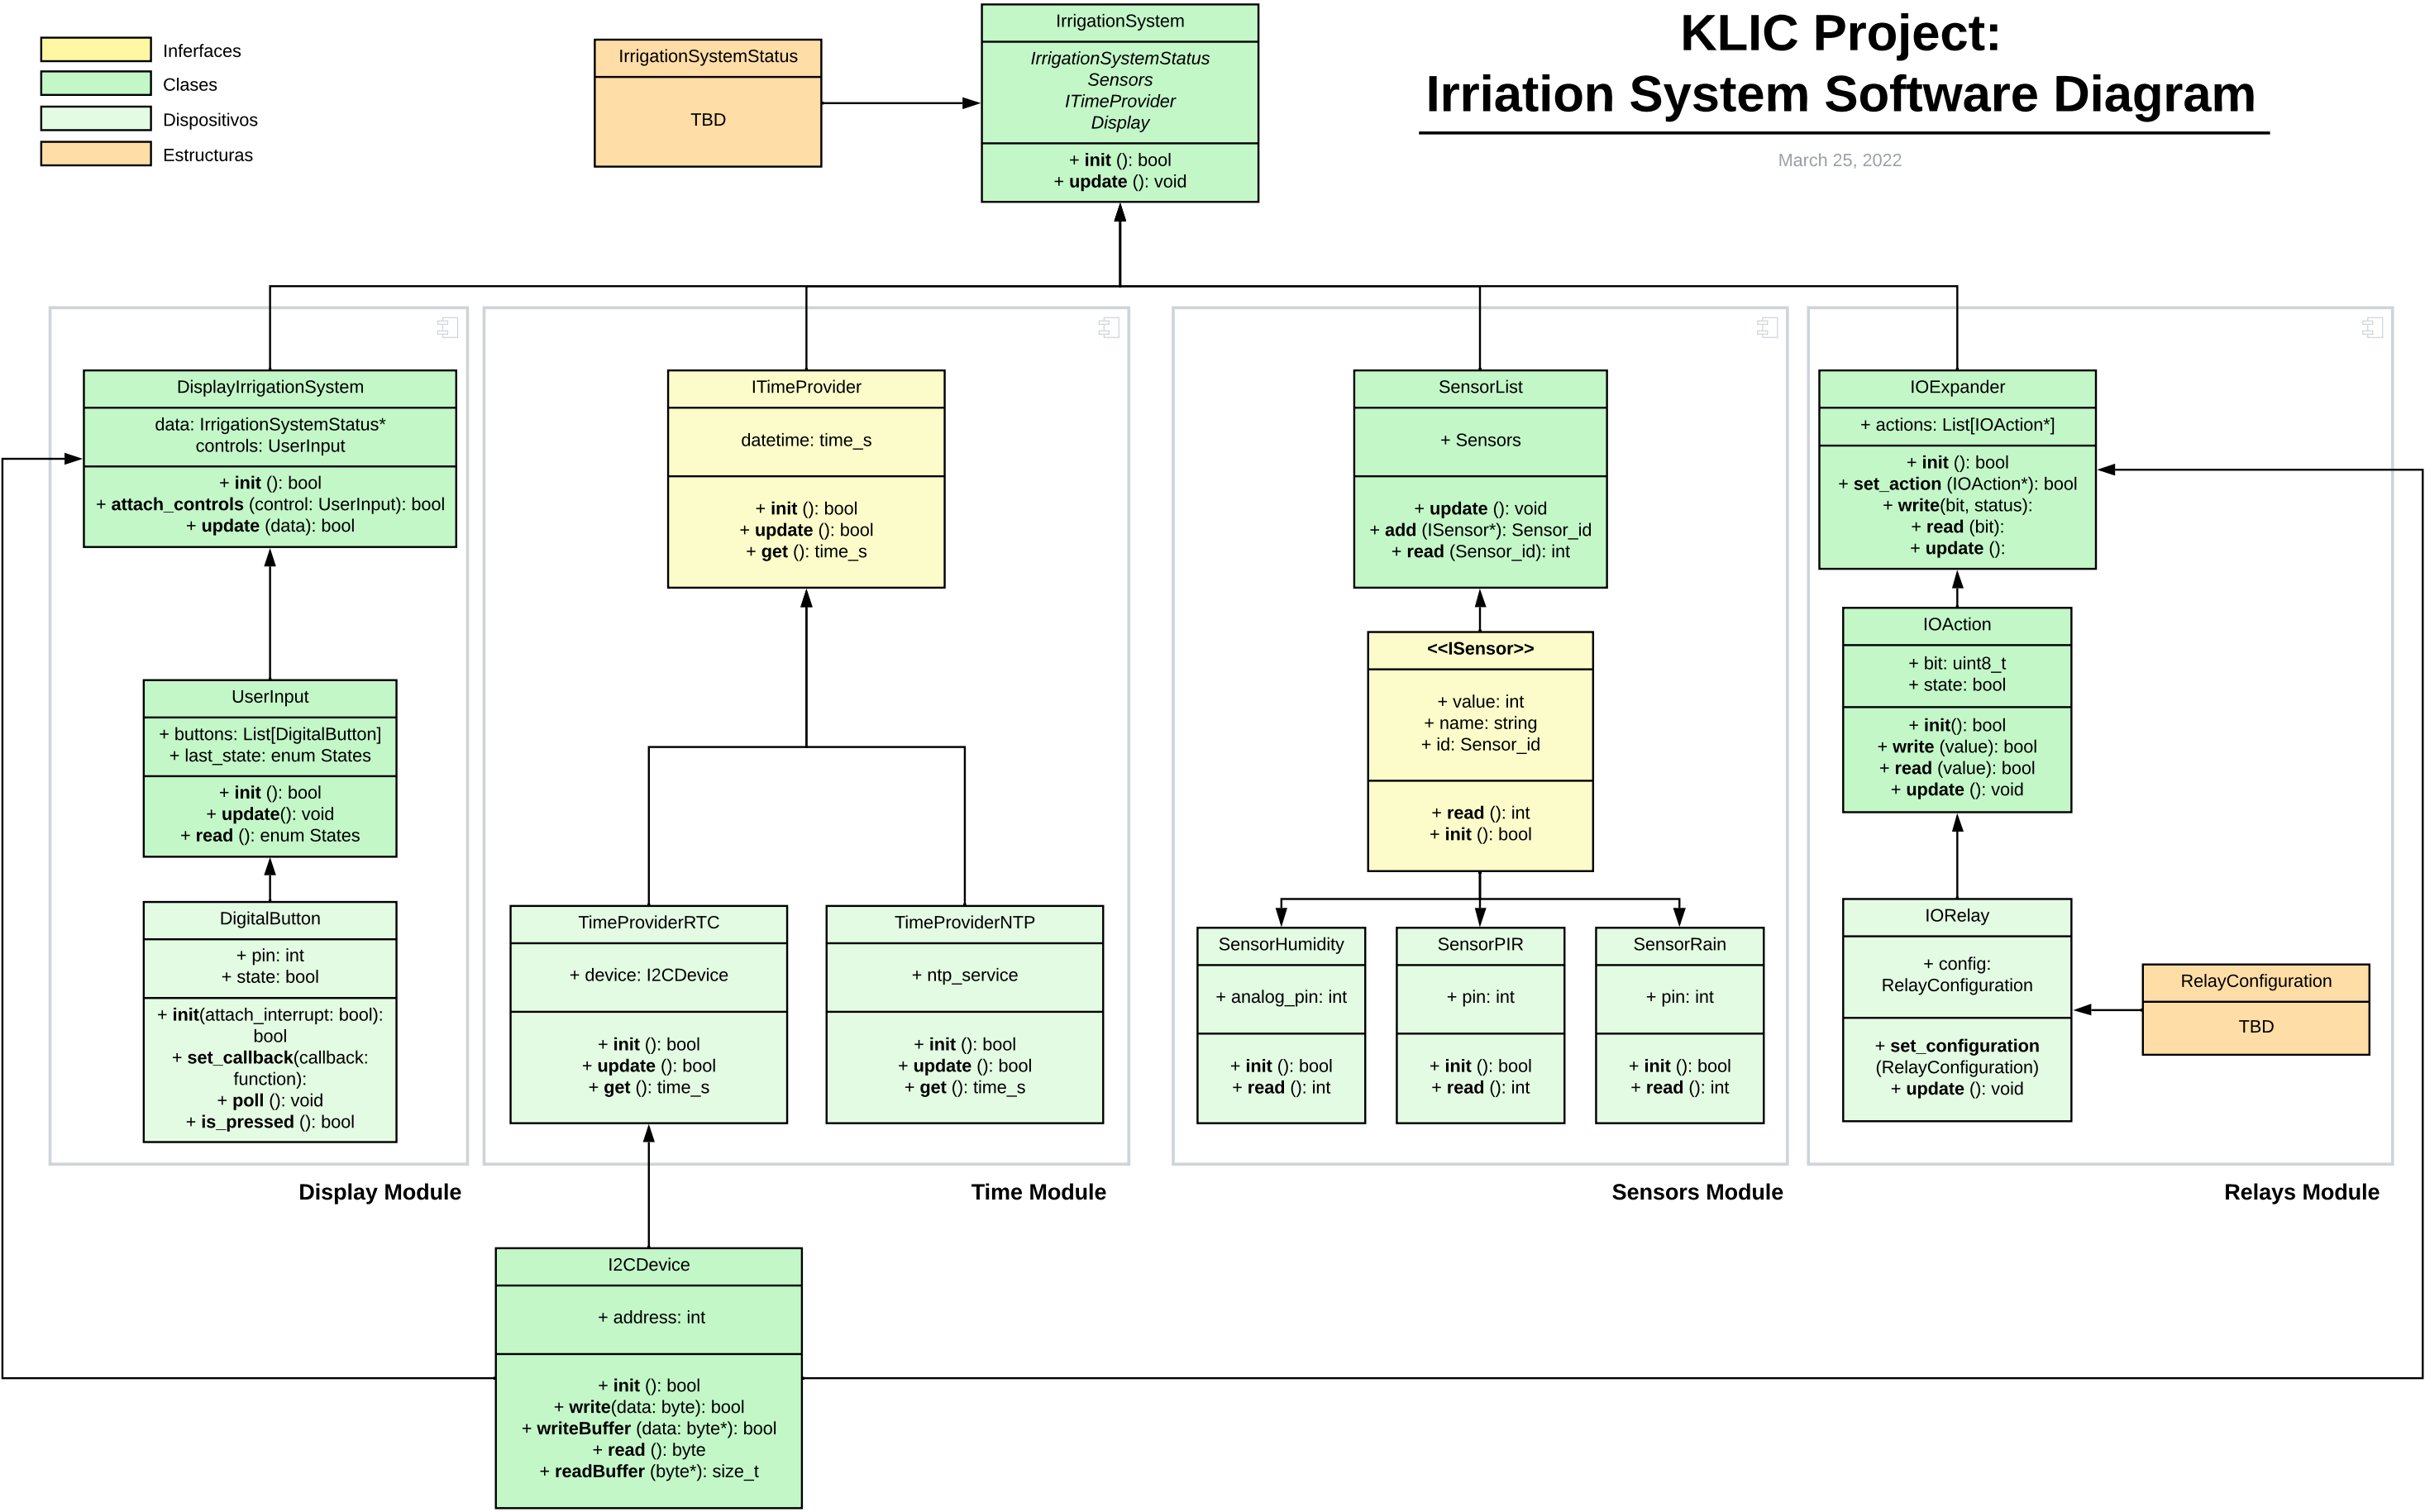 KLIC Project:
Irriation System Software Diagram
March 25, 2022
Inferfaces
Clases
Dispositivos
Estructuras
IrrigationSystemStatus
TBD
IrrigationSystem
IrrigationSystemStatus
Sensors
ITimeProvider
Display
+ init (): bool
+ update (): void
DisplayIrrigationSystem
data: IrrigationSystemStatus*
controls: UserInput
+ init (): bool
+ attach_controls (control: UserInput): bool
+ update (data): bool
UserInput
+ buttons: List[DigitalButton]
+ last_state: enum States
+ init (): bool
+ update(): void
+ read (): enum States
DigitalButton
+ pin: int
+ state: bool
+ init(attach_interrupt: bool):
bool
+ set_callback(callback:
function):
+ poll (): void
+ is_pressed (): bool
Display Module
ITimeProvider
datetime: time_s
+ init (): bool
+ update (): bool
+ get (): time_s
TimeProviderRTC
+ device: I2CDevice
+ init (): bool
+ update (): bool
+ get (): time_s
TimeProviderNTP
+ ntp_service
+ init (): bool
+ update (): bool
+ get (): time_s
Time Module
SensorList
+ Sensors
+ update (): void
+ add (ISensor*): Sensor_id
+ read (Sensor_id): int
<<ISensor>>
+ value: int
+ name: string
+ id: Sensor_id
+ read (): int
+ init (): bool
SensorHumidity
+ analog_pin: int
+ init (): bool
+ read (): int
SensorPIR
+ pin: int
+ init (): bool
+ read (): int
SensorRain
+ pin: int
+ init (): bool
+ read (): int
Sensors Module
IOExpander
+ actions: List[IOAction*]
+ init (): bool
+ set_action (IOAction*): bool
+ write(bit, status):
+ read (bit):
+ update ():
IOAction
+ bit: uint8_t
+ state: bool
+ init(): bool
+ write (value): bool
+ read (value): bool
+ update (): void
IORelay
+ config:
RelayConfiguration
+ set_configuration
(RelayConfiguration)
+ update (): void
RelayConfiguration
TBD
Relays Module
I2CDevice
+ address: int
+ init (): bool
+ write(data: byte): bool
+ writeBuffer (data: byte*): bool
+ read (): byte
+ readBuffer (byte*): size_t